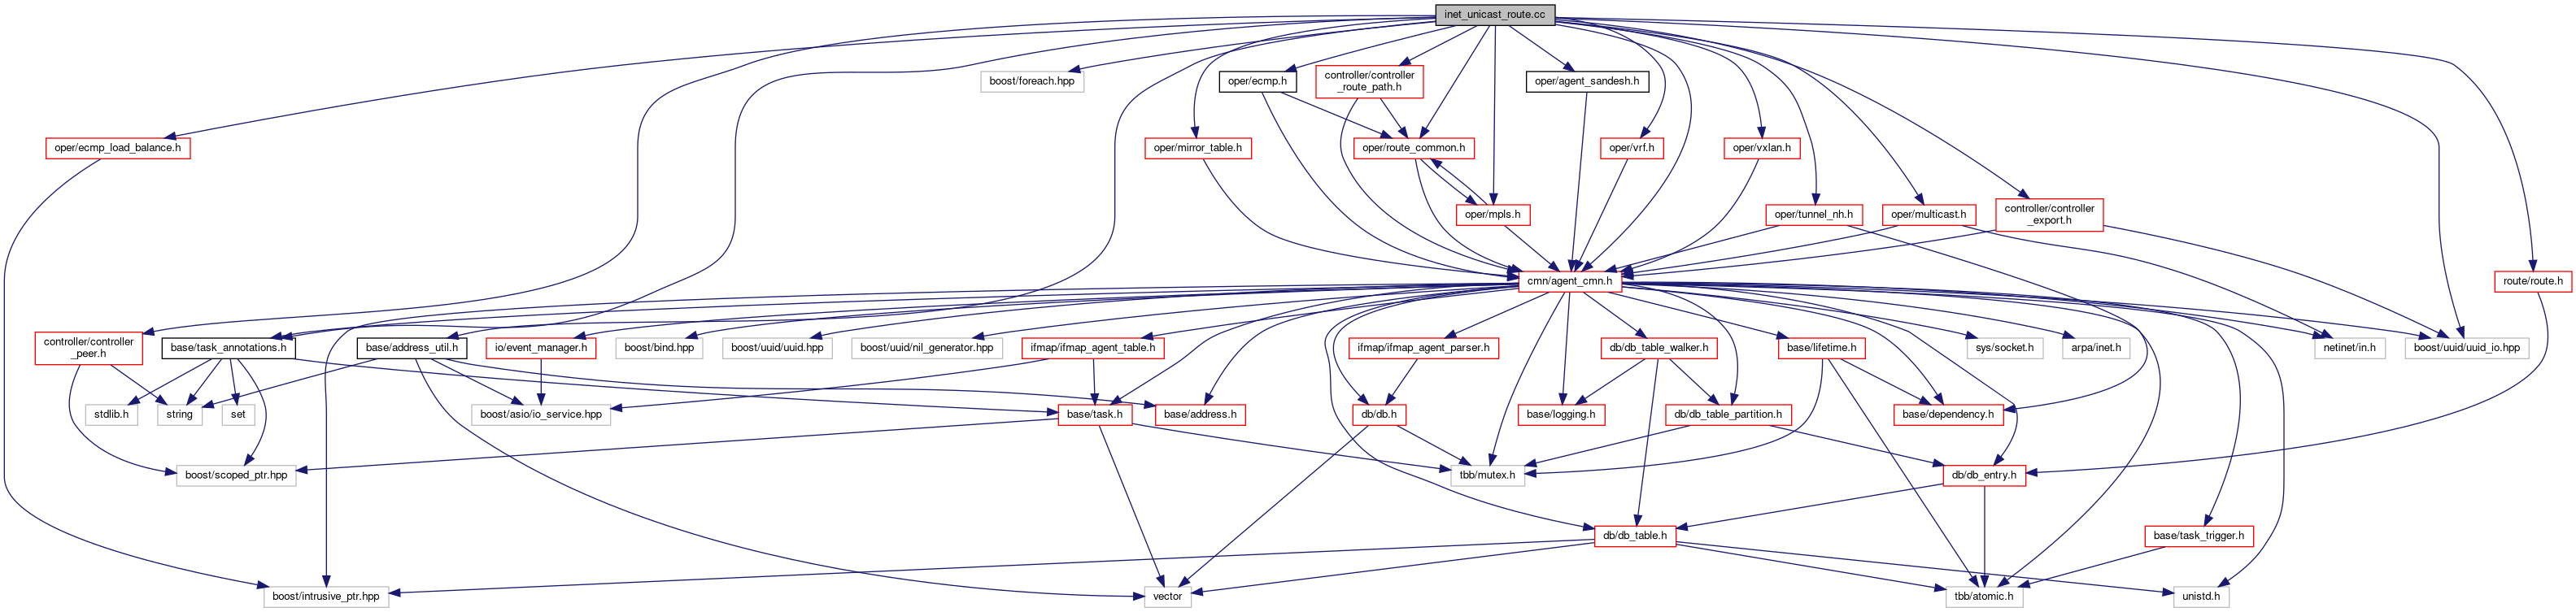 inet_unicast_route.cc
boost/foreach.hpp
oper/ecmp.h
controller/controller
_route_path.h
oper/agent_sandesh.h
oper/ecmp_load_balance.h
oper/mirror_table.h
oper/route_common.h
oper/vrf.h
oper/vxlan.h
oper/mpls.h
oper/tunnel_nh.h
oper/multicast.h
controller/controller
_export.h
cmn/agent_cmn.h
route/route.h
controller/controller
_peer.h
base/task_annotations.h
base/address_util.h
io/event_manager.h
boost/bind.hpp
boost/uuid/uuid.hpp
boost/uuid/nil_generator.hpp
ifmap/ifmap_agent_table.h
ifmap/ifmap_agent_parser.h
db/db_table_walker.h
base/lifetime.h
sys/socket.h
arpa/inet.h
netinet/in.h
boost/uuid/uuid_io.hpp
stdlib.h
string
set
boost/asio/io_service.hpp
base/task.h
base/address.h
db/db.h
base/logging.h
db/db_table_partition.h
base/dependency.h
boost/scoped_ptr.hpp
tbb/mutex.h
db/db_entry.h
db/db_table.h
base/task_trigger.h
boost/intrusive_ptr.hpp
vector
tbb/atomic.h
unistd.h